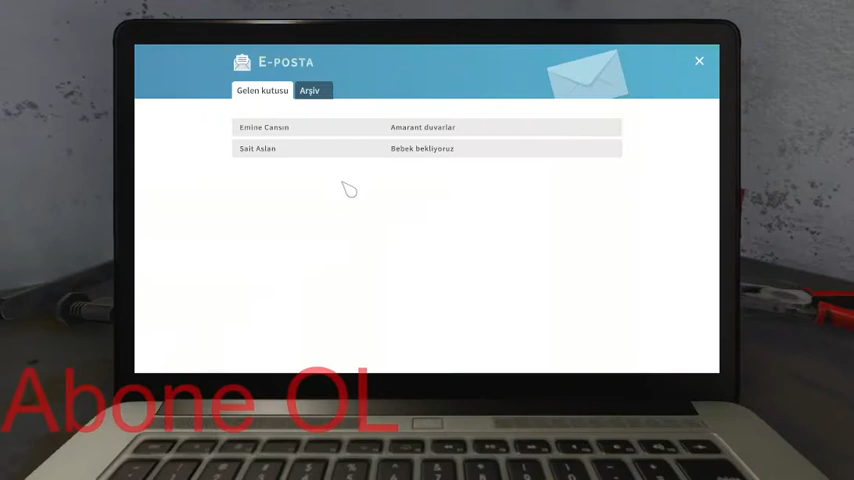 E-POSTA
Gelen kutusu
Arşiv
Emine Cansın
Amarant duvarlar
Sait Aslan
Bebek bekliyoruz
Abone OL